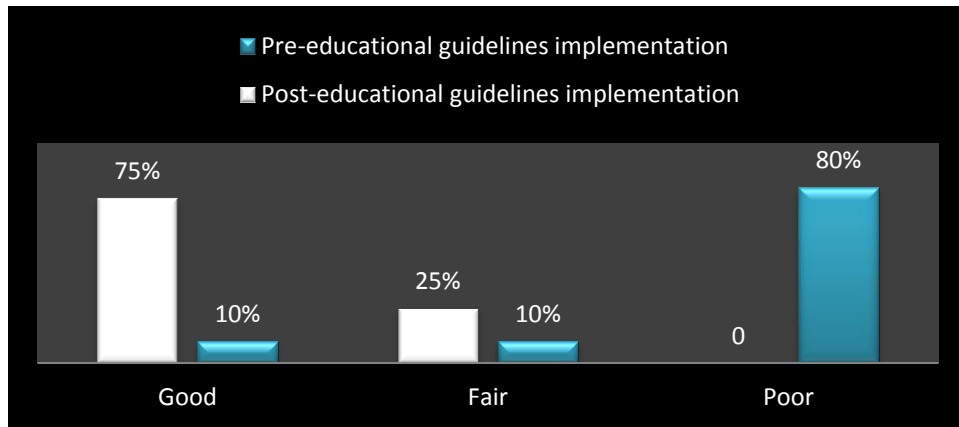 Pre-educational guidelines implementation
Post-educational guidelines implementation
75%
10%
25%
10%
0
80%
Good
Fair
Poor